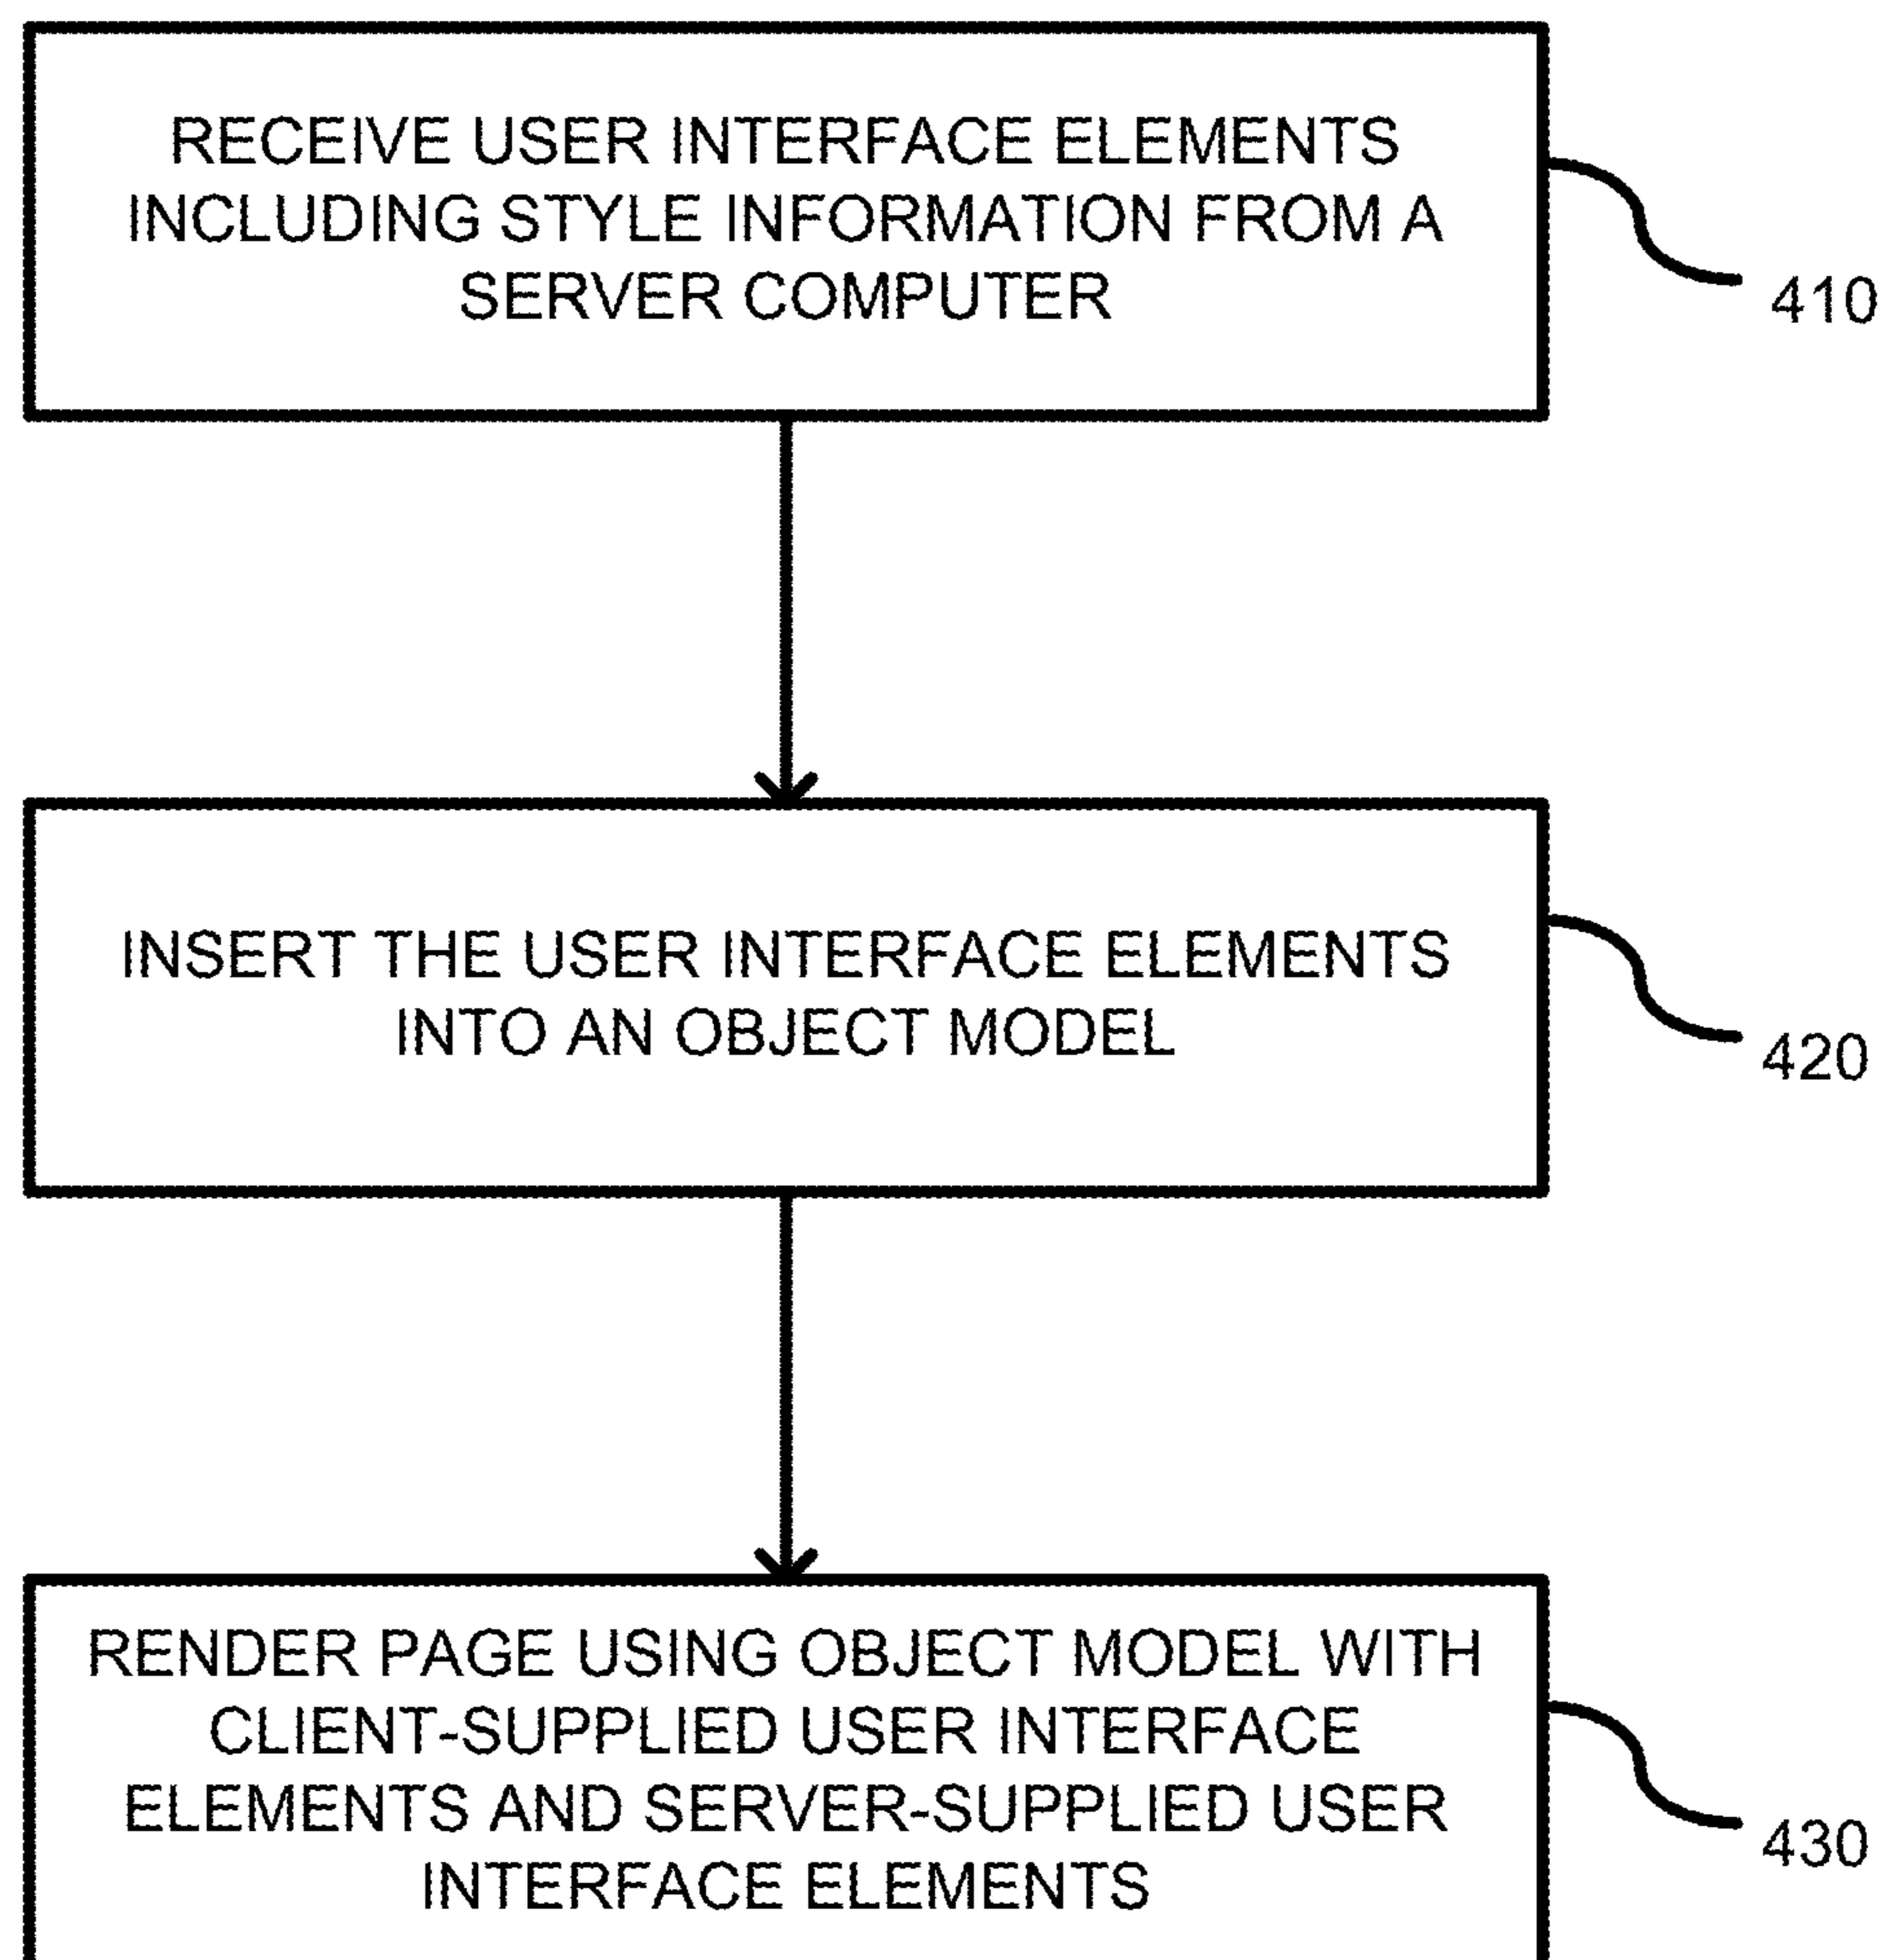 RECEIVE USER INTERFACE ELEMENTS
INCLUDING STYLE INFORMATION FROM A
SERVER COMPUTER
410
INSERT THE USER INTERFACE ELEMENTS
INTO AN OBJECT MODEL
420
RENDER PAGE USING OBJECT MODEL WITH
CLIENT-SUPPLIED USER INTERFACE
ELEMENTS AND SERVER-SUPPLIED USER
INTERFACE ELEMENTS
430